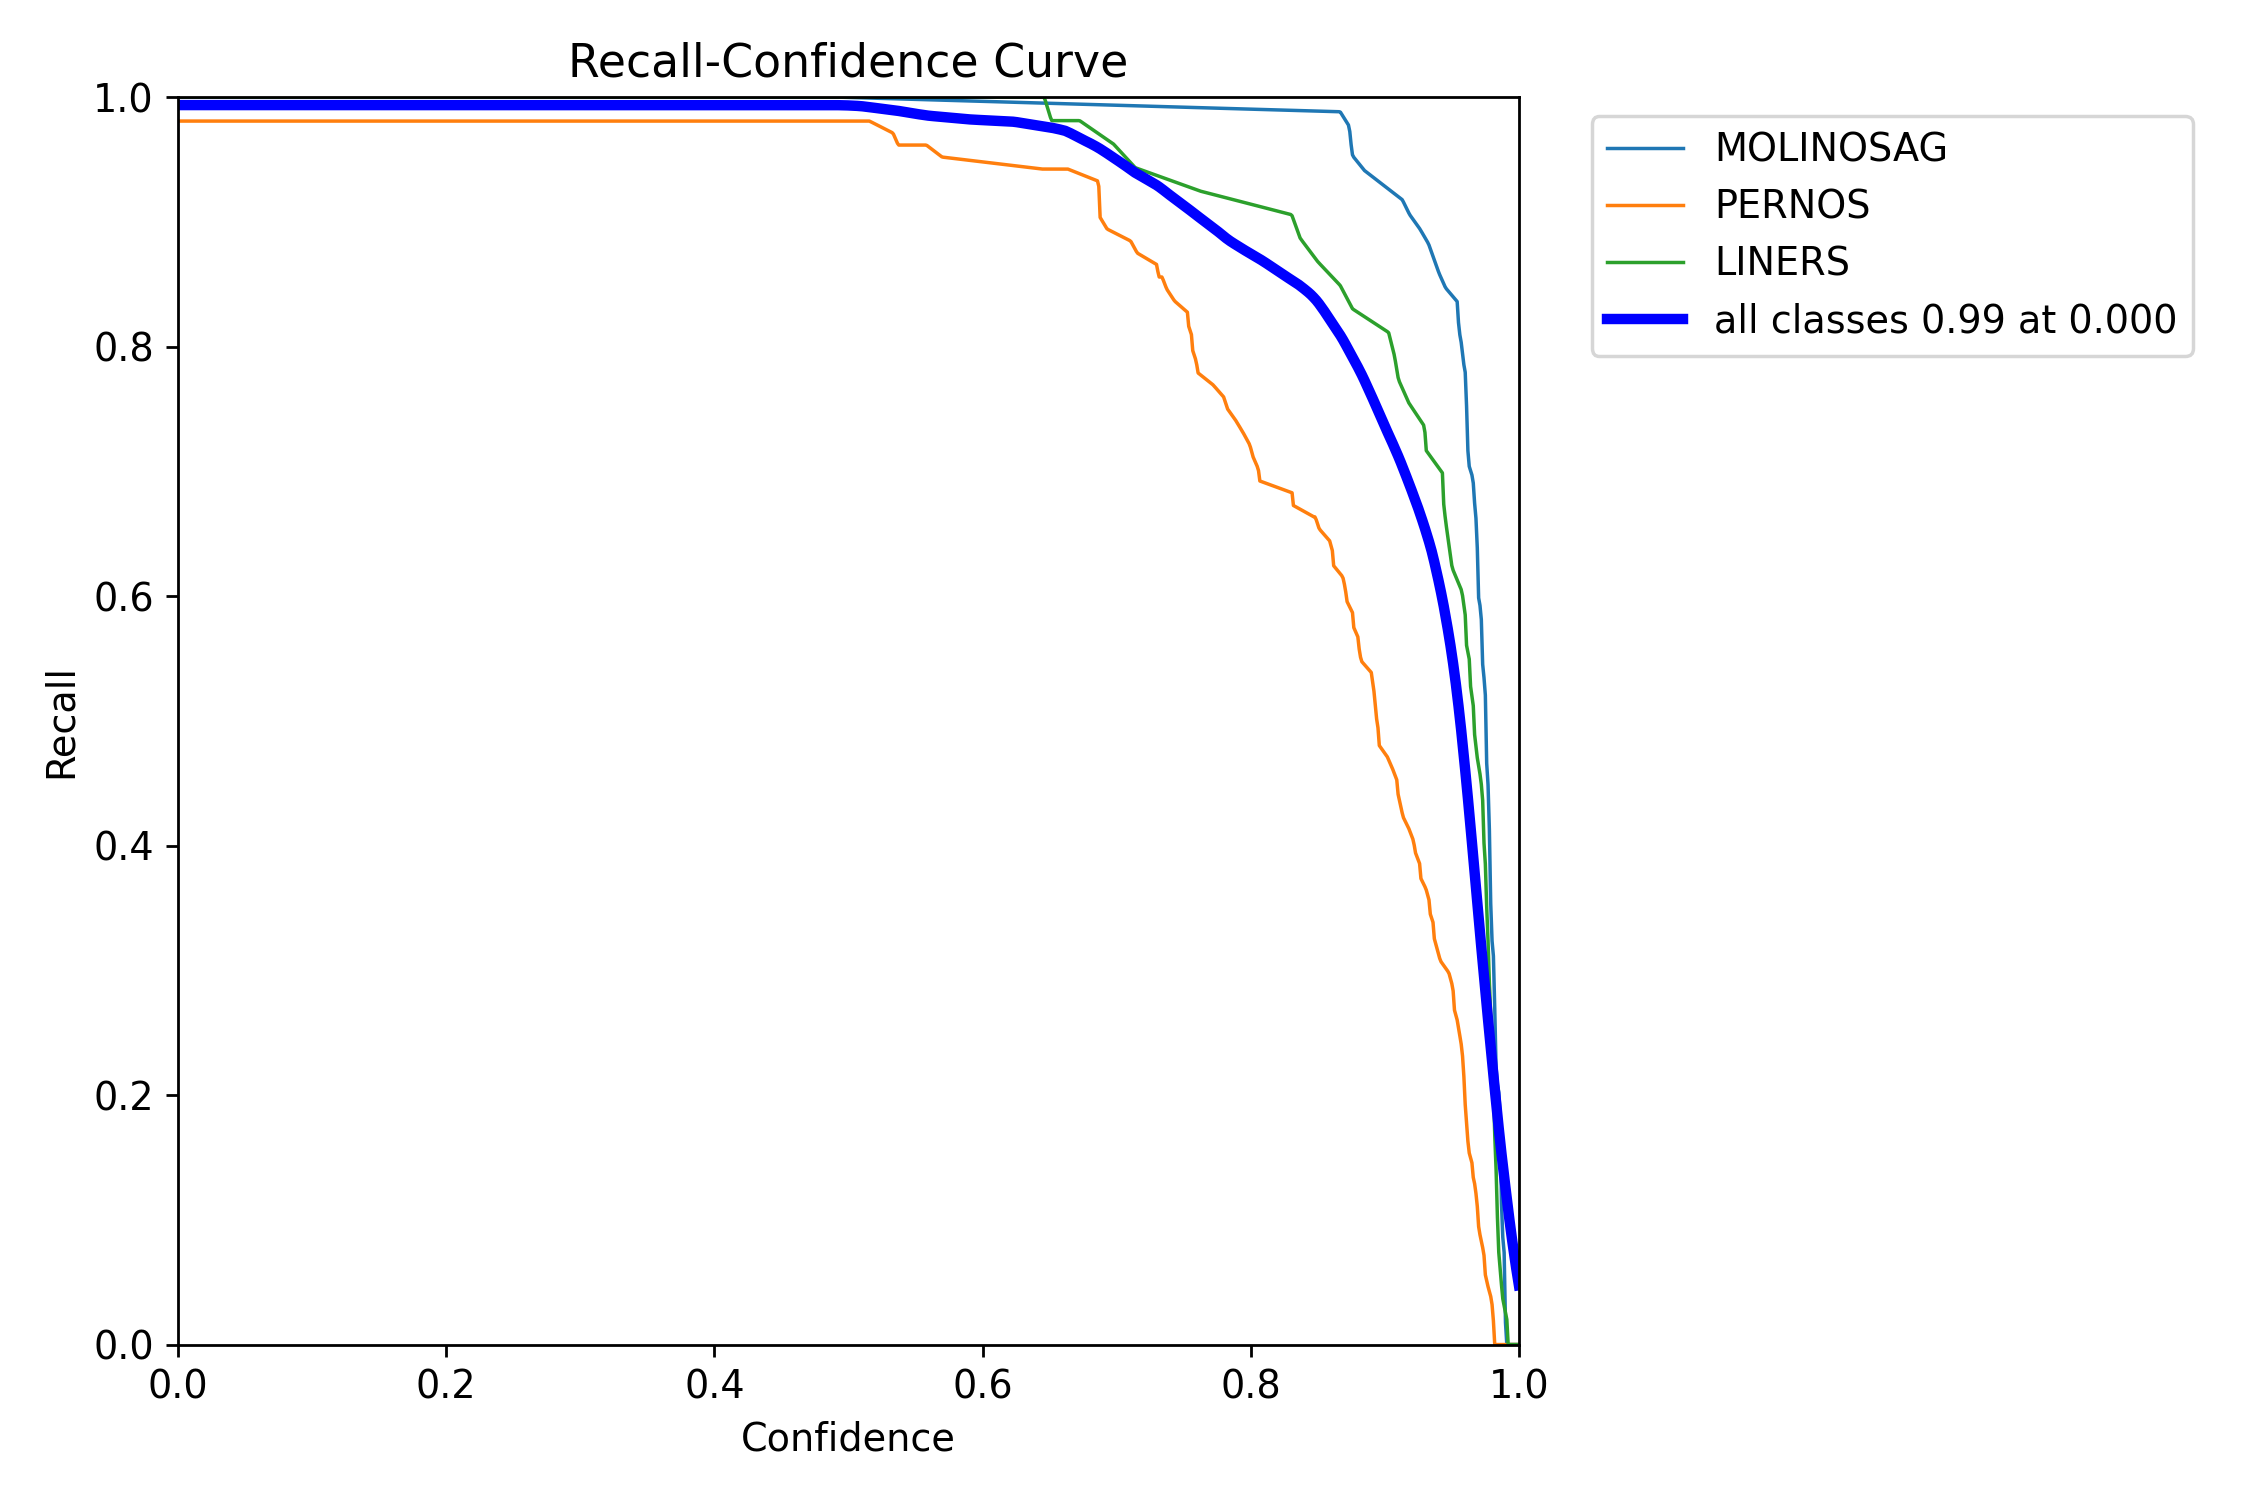 Recall-Confidence Curve
1.0
0.8
0.6
0.4
0.2
0.0
Recall
0.0 0.2 0.4 0.6 0.8 1.0
Confidence
MOLINOSAG
PERNOS
LINERS
all classes 0.99 at 0.000